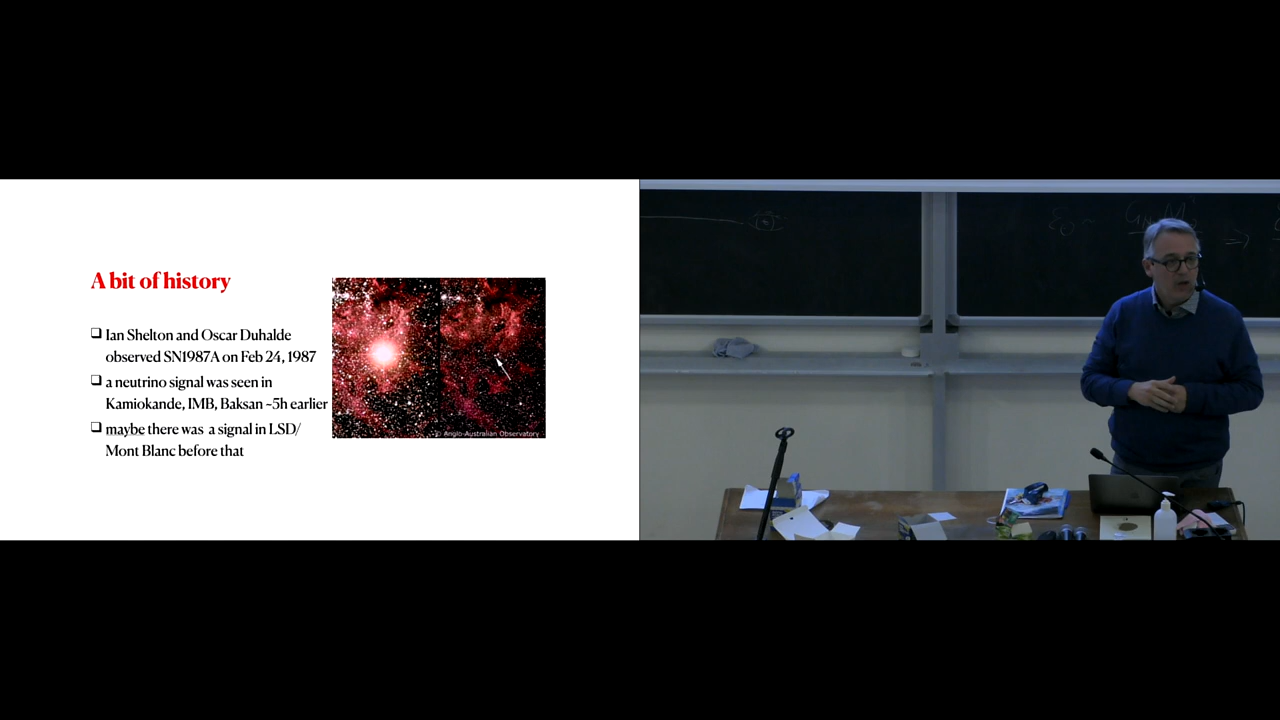 A bit of history
Ian Shelton and Oscar Duhalde
observed SN1987A on Feb 24, 1987
a neutrino signal was seen in
Kamiokande, IMB, Baksan ~5h earlier
maybe there was a signal in LSD/
Mont Blanc before that
© Anglo-Australian Observatory